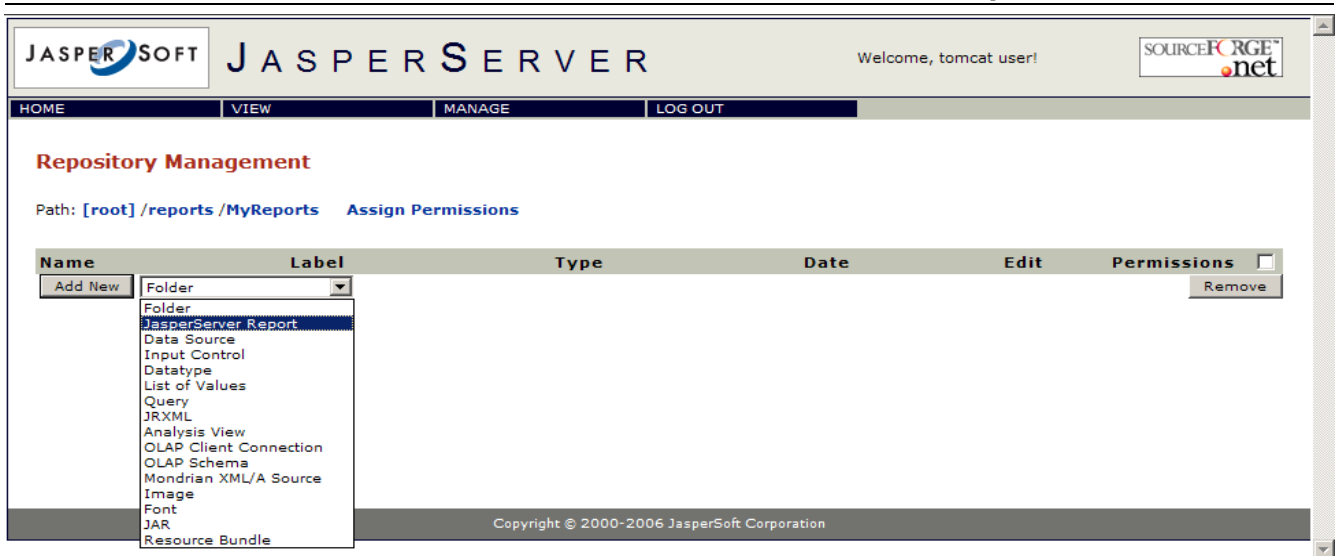 JASPERSOFT
JASPERSERVER
Welcome, tomcat user!
SOURCEFORGE™
.net
HOME VIEW MANAGE LOG OUT
Repository Management
Path: [root] /reports /MyReports Assign Permissions
Name Label Type Date Edit Permissions
Add New Folder Remove
Folder
JasperServer Report
Data Source
Input Control
Datatype
List of Values
Query
JRXML
Analysis View
OLAP Client Connection
OLAP Schema
Mondrian XML/A Source
Image
Font
JAR
Resource Bundle
Copyright © 2000-2006 JasperSoft Corporation